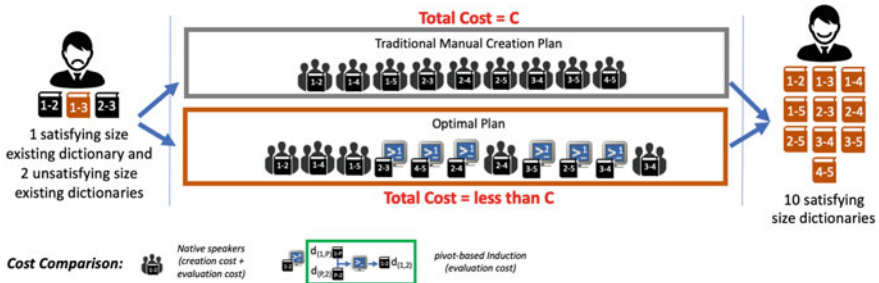 Total Cost = C
Traditional Manual Creation Plan
1-2 1-4 1-5 2-3 2-4 2-5 3-4 3-5 4-5
1-2 1-3 2-3
1 satisfying size
existing dictionary and
2 unsatisfying size
existing dictionaries
Optimal Plan
1-2 1-4 1-5 2-3 4-5 2-4 2-4 3-5 2-5 3-4 3-4
Total Cost = less than C
1-2 1-3 1-4
1-5 2-3 2-4
2-5 3-4 3-5
4-5
10 satisfying
size dictionaries
Cost Comparison:
Native speakers
(creation cost +
evaluation cost)
1-2
d(1,P)
d(P,2)
1-2 d(1,2)
pivot-based Induction
(evaluation cost)